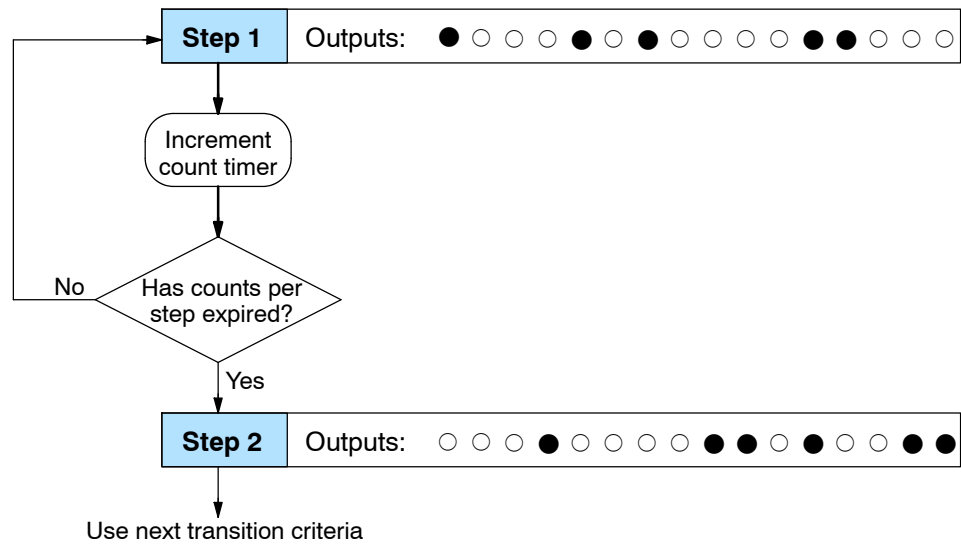 Step 1 Outputs:
Increment
count timer
No
Has counts per
step expired?
Yes
Step 2 Outputs:
Use next transition criteria